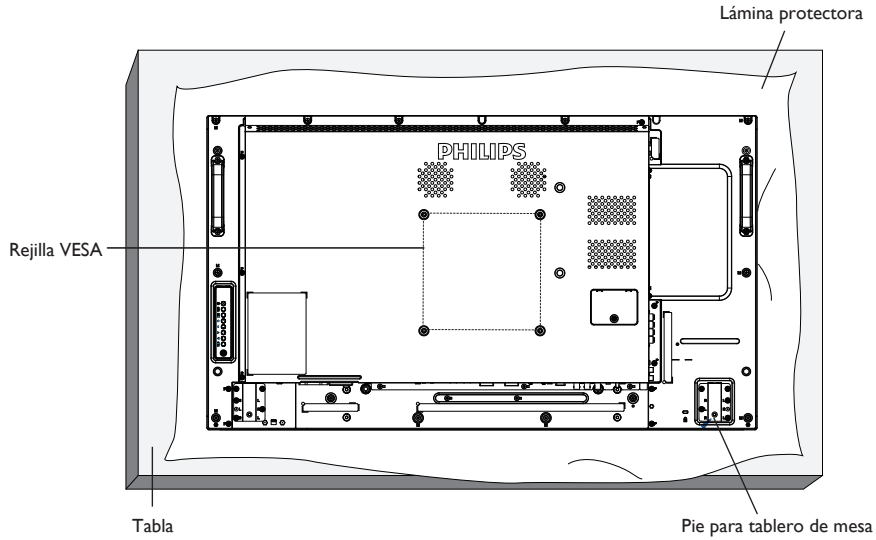 Lámina protectora
PHILIPS
Rejilla VESA
Tabla
Pie para tablero de mesa